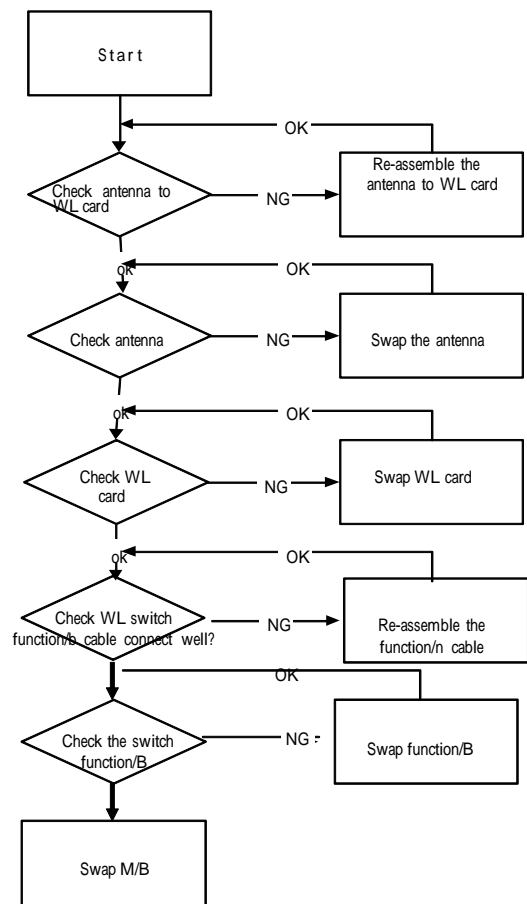 Start
OK
Check antenna to
WL card
NG
Re-assemble the
antenna to WL card
ok
OK
Check antenna
NG
Swap the antenna
ok
OK
Check WL
card
NG
Swap WL card
ok
OK
Check WL switch
function/b cable connect well?
NG
Re-assemble the
function/n cable
OK
Check the switch
function/B
NG
Swap function/B
Swap M/B